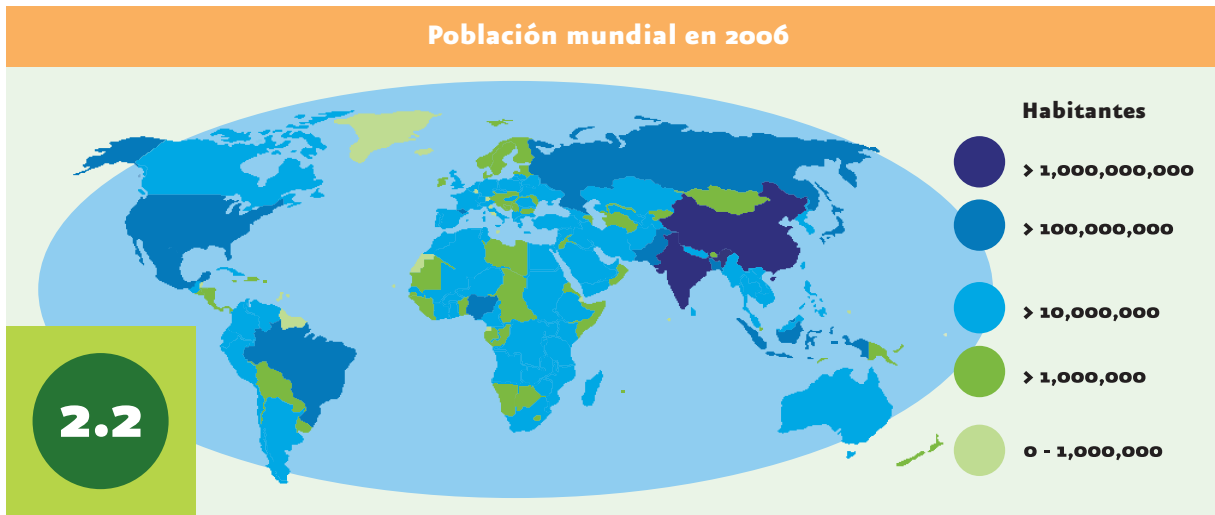 Población mundial en 2006
Habitantes
> 1,000,000,000
> 100,000,000
> 10,000,000
> 1,000,000
0 - 1,000,000
2.2